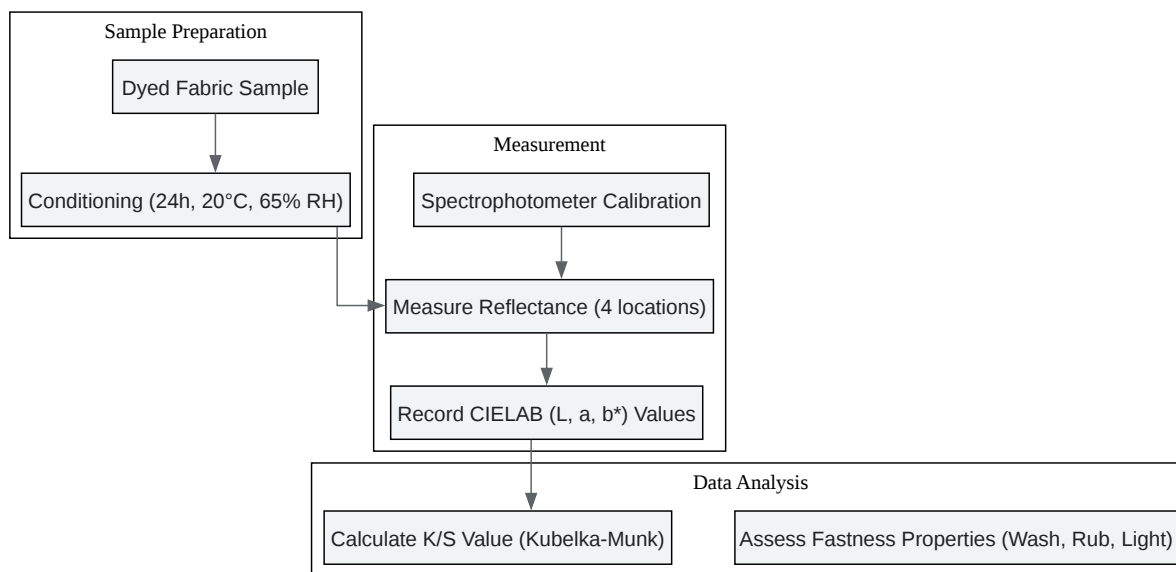 Sample Preparation
Dyed Fabric Sample
Conditioning (24h, 20°C, 65% RH)
Measurement
Spectrophotometer Calibration
Measure Reflectance (4 locations)
Record CIELAB (L, a, b*) Values
Data Analysis
Calculate K/S Value (Kubelka-Munk)
Assess Fastness Properties (Wash, Rub, Light)